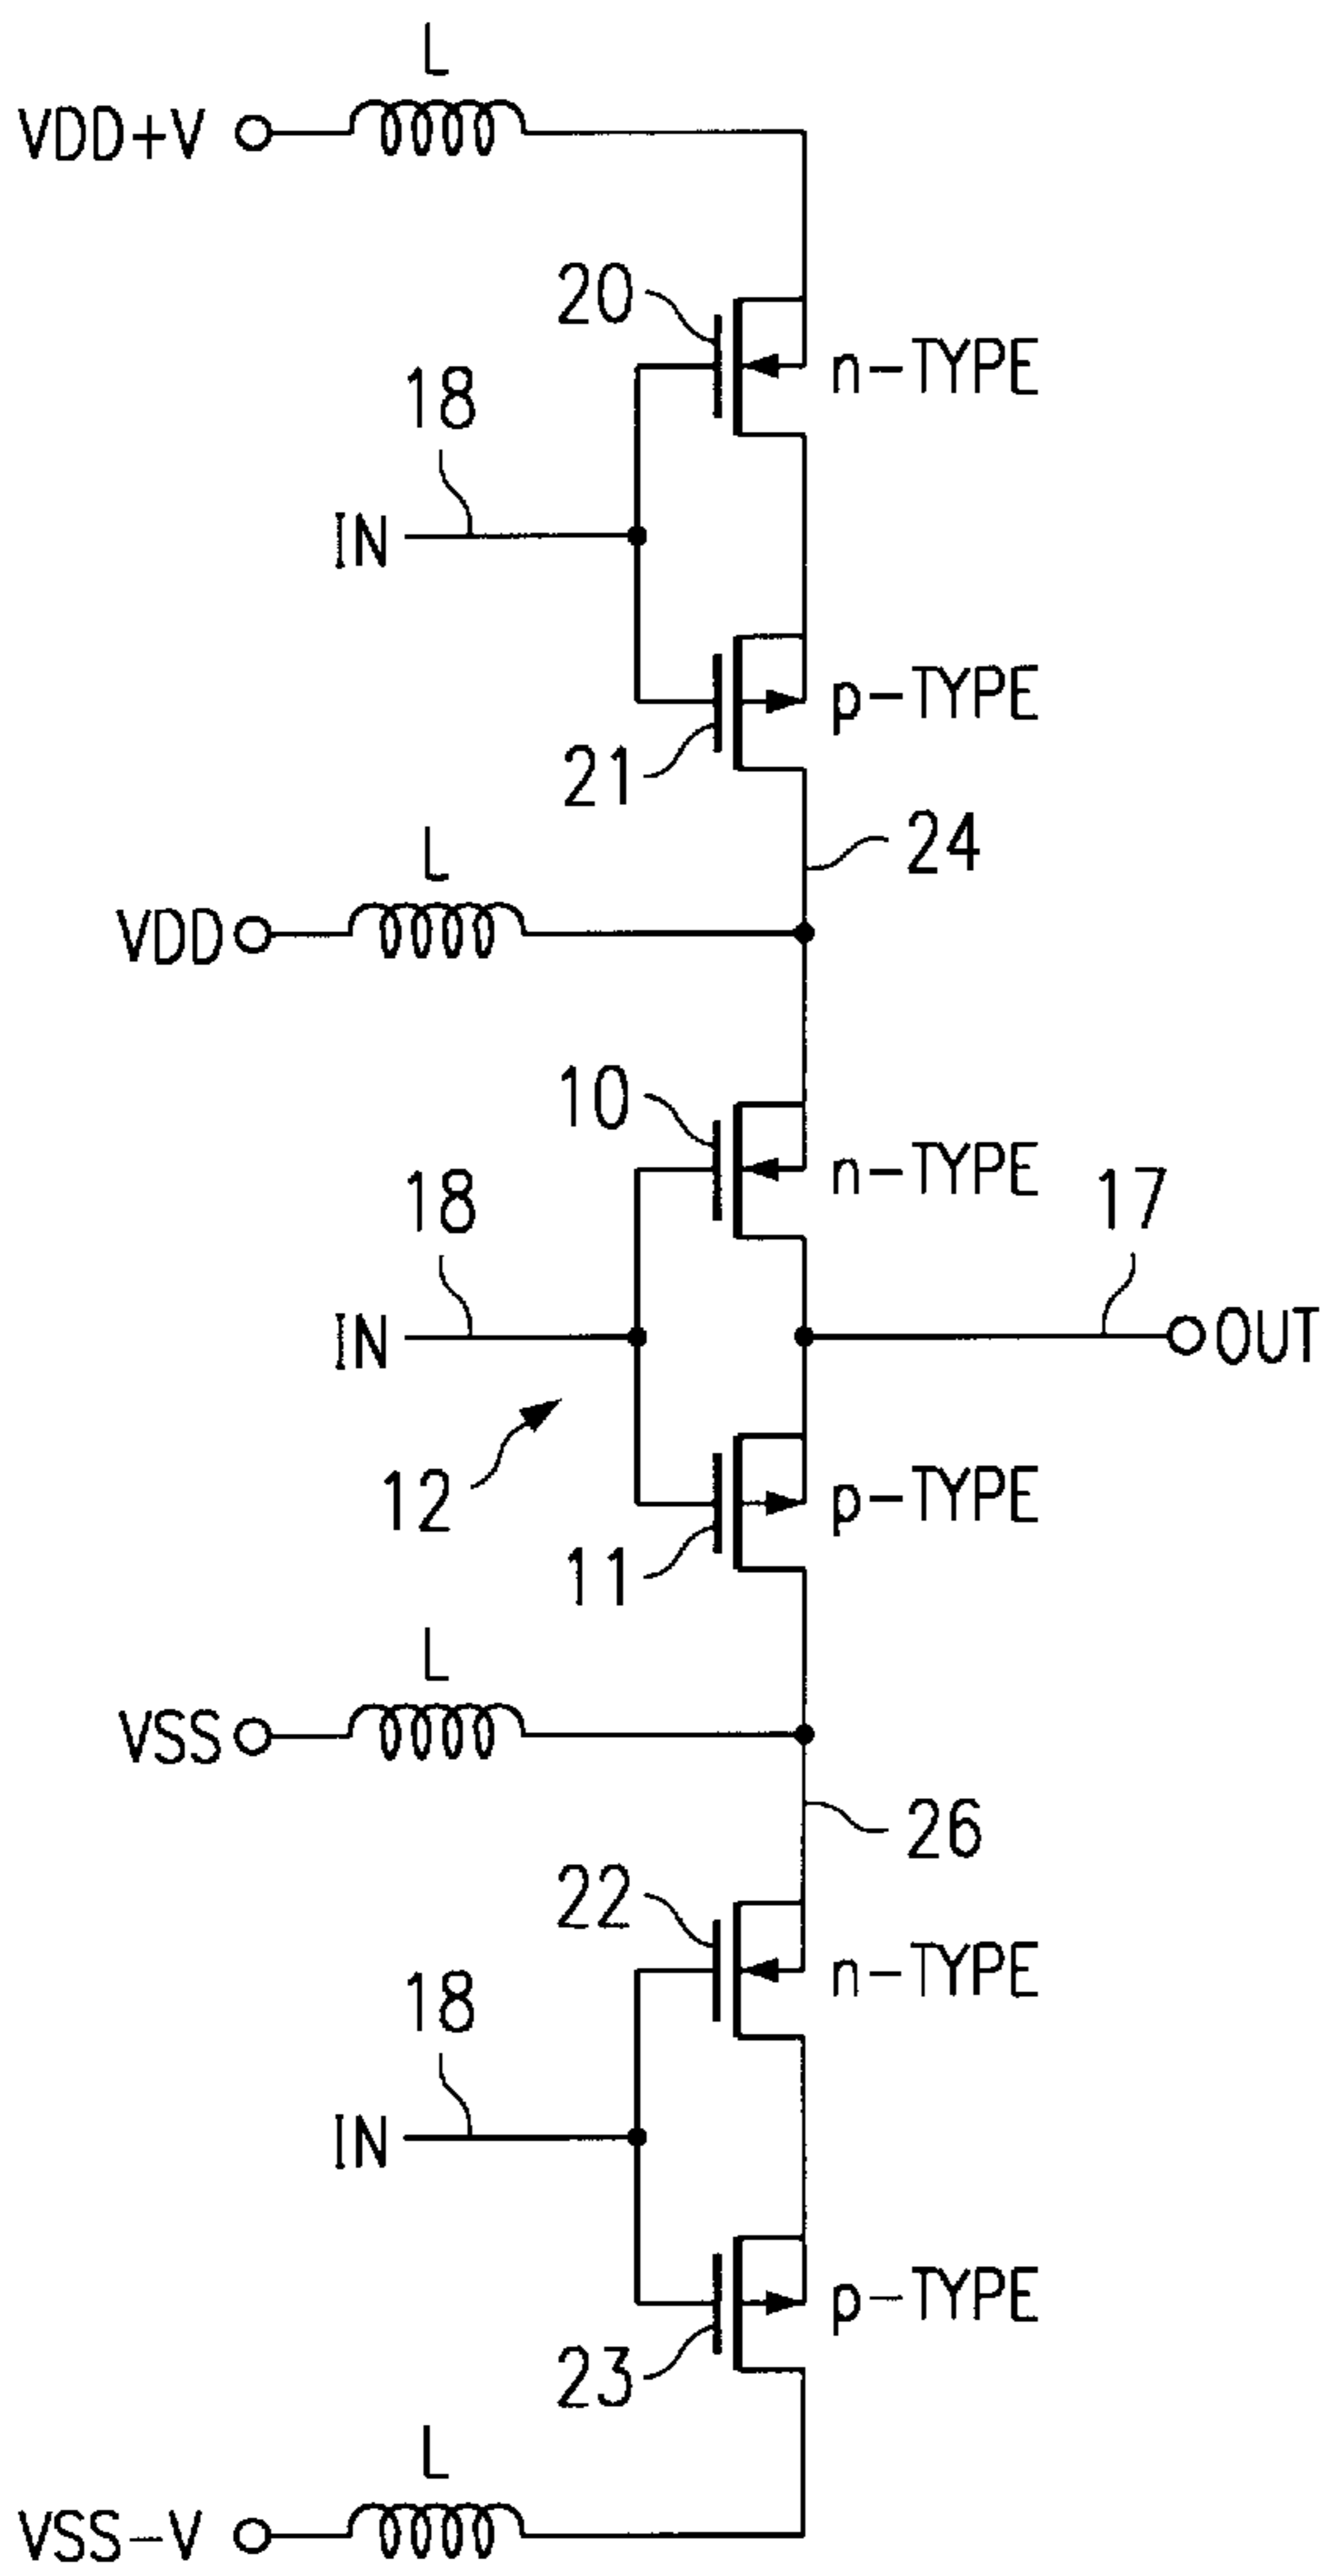 L
VDD+V
20
n-TYPE
18
IN
p-TYPE
21
24
L
VDD
10
n-TYPE
18
17
IN
OUT
12
p-TYPE
11
L
VSS
26
22
n-TYPE
18
IN
p-TYPE
23
L
VSS-V